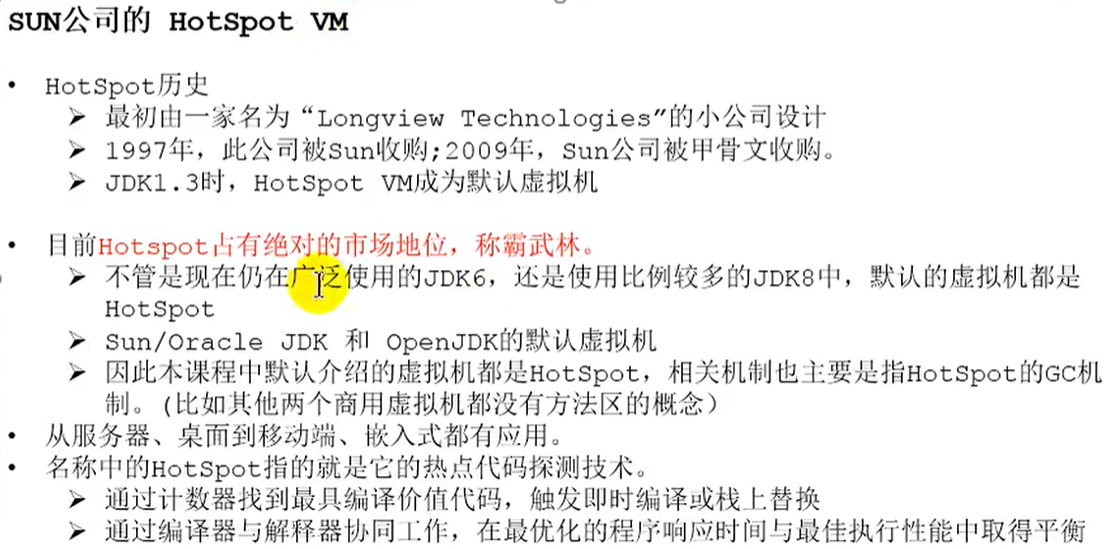 SUN公司的 HotSpot VM
• HotSpot历史
➤ 最初由一家名为“Longview Technologies”的小公司设计
➤ 1997年，此公司被Sun收购;2009年，Sun公司被甲骨文收购。
➤ JDK1.3时，HotSpot VM成为默认虚拟机
• 目前Hotspot占有绝对的市场地位，称霸武林。
➤ 不管是现在仍在广泛使用的JDK6，还是使用比例较多的JDK8中，默认的虚拟机都是
HotSpot
➤ Sun/Oracle JDK 和 OpenJDK的默认虚拟机
➤ 因此本课程中默认介绍的虚拟机都是HotSpot，相关机制也主要是指HotSpot的GC机
制。(比如其他两个商用虚拟机都没有方法区的概念）
• 从服务器、桌面到移动端、嵌入式都有应用。
• 名称中的HotSpot指的就是它的热点代码探测技术。
➤ 通过计数器找到最具编译价值代码，触发即时编译或栈上替换
➤ 通过编译器与解释器协同工作，在最优化的程序响应时间与最佳执行性能中取得平衡